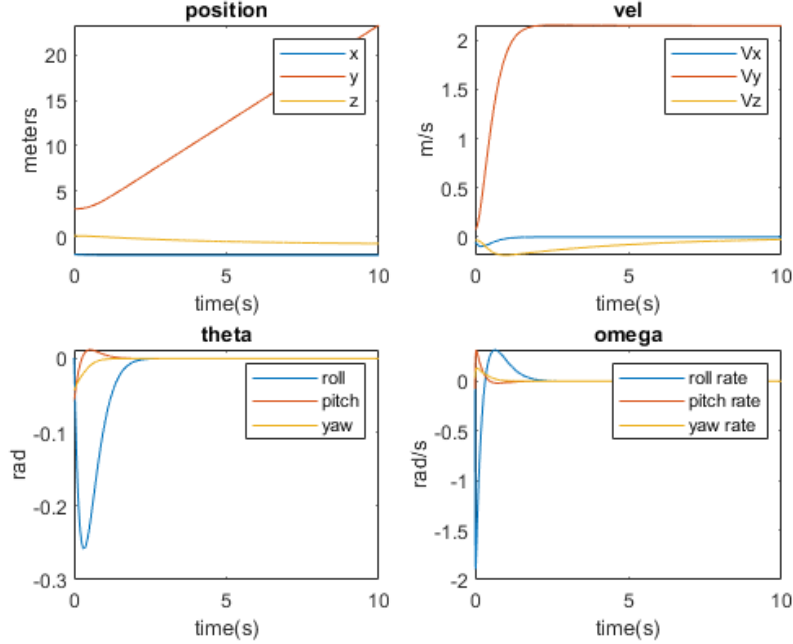 position
meters
20
15
10
5
0
x
y
z
0
5
10
time(s)
vel
m/s
2
1.5
1
0.5
0
Vx
Vy
Vz
0
5
10
time(s)
theta
rad
0
-0.1
-0.2
-0.3
roll
pitch
yaw
0
5
10
time(s)
omega
rad/s
0
-0.5
-1
-1.5
-2
roll rate
pitch rate
yaw rate
0
5
10
time(s)